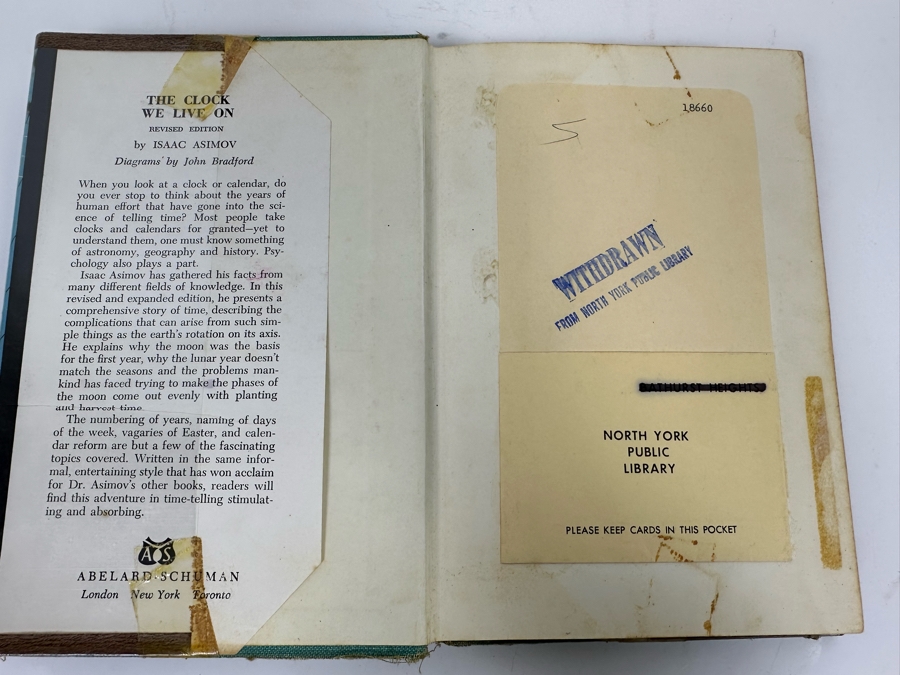 THE CLOCK
WE LIVE ON
REVISED EDITION
by ISAAC ASIMOV
Diagrams by John Bradford
When you look at a clock or calendar, do
you ever stop to think about the years of
human effort that have gone into the sci-
ence of telling time? Most people take
clocks and calendars for granted—yet to
understand them, one must know something
of astronomy, geography and history. Psy-
chology also plays a part.
Isaac Asimov has gathered his facts from
many different fields of knowledge. In this
revised and expanded edition, he presents a
comprehensive story of time, describing the
complications that can arise from such sim-
ple things as the earth's rotation on its axis.
He explains why the moon was the basis
for the first year, why the lunar year doesn't
match the seasons and the problems man-
kind has faced trying to make the phases of
the moon come out evenly with planting
and harvest time.
The numbering of years, naming of days
of the week, vagaries of Easter, and calen-
dar reform are but a few of the fascinating
topics covered. Written in the same infor-
mal, entertaining style that has won acclaim
for Dr. Asimov's other books, readers will
find this adventure in time-telling stimulat-
ing and absorbing.
A S
ABELARD-SCHUMAN
London New York Toronto
18660
5
WITHDRAWN
FROM NORTH YORK PUBLIC LIBRARY
BATHURST HEIGHTS
NORTH YORK
PUBLIC
LIBRARY
PLEASE KEEP CARDS IN THIS POCKET